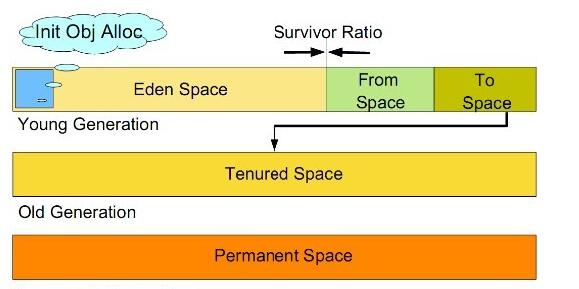 Init Obj Alloc
Survivor Ratio
Eden Space
From
Space
To
Space
Young Generation
Tenured Space
Old Generation
Permanent Space